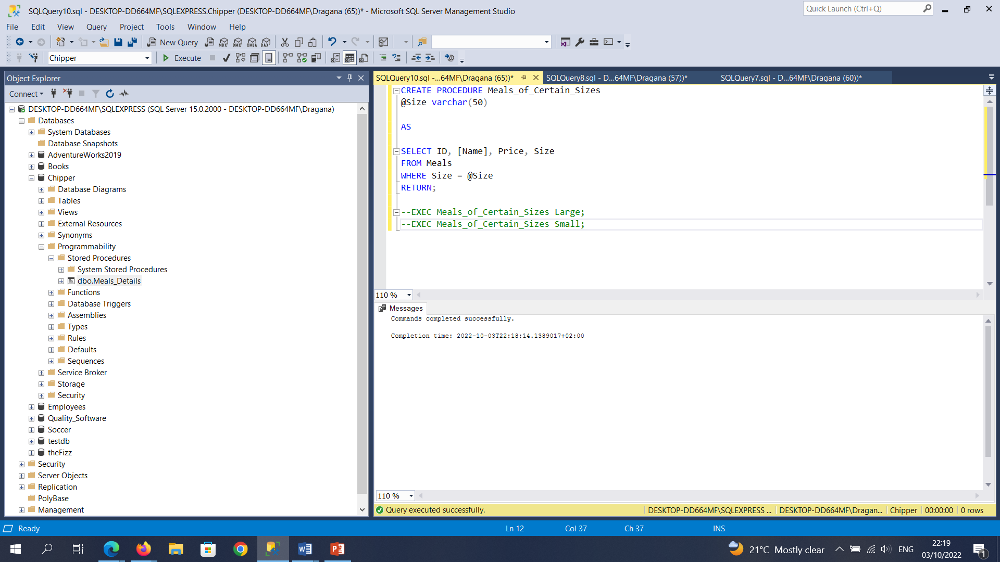 SQLQuery10.sql - DESKTOP-DD664MF\SQLEXPRESS.Chipper (DESKTOP-DD664MF\Dragana (65))* - Microsoft SQL Server Management Studio
Quick Launch (Ctrl+Q)
File Edit View Query Project Tools Window Help
New Query MDX DMX XMLA DAX
Chipper Execute
Object Explorer
Connect
DESKTOP-DD664MF\SQLEXPRESS (SQL Server 15.0.2000 - DESKTOP-DD664MF\Dragana)
Databases
System Databases
Database Snapshots
AdventureWorks2019
Books
Chipper
Database Diagrams
Tables
Views
External Resources
Synonyms
Programmability
Stored Procedures
System Stored Procedures
dbo.Meals_Details
Functions
Database Triggers
Assemblies
Types
Rules
Defaults
Sequences
Service Broker
Storage
Security
Employees
Quality_Software
Soccer
testdb
theFizz
Security
Server Objects
Replication
PolyBase
Management
SQLQuery10.sql -...64MF\Dragana (65))* SQLQuery8.sql - D...64MF\Dragana (57))* SQLQuery7.sql - D...64MF\Dragana (60))*
CREATE PROCEDURE Meals_of_Certain_Sizes
@Size varchar(50)
AS
SELECT ID, [Name], Price, Size
FROM Meals
WHERE Size = @Size
RETURN;
--EXEC Meals_of_Certain_Sizes Large;
--EXEC Meals_of_Certain_Sizes Small;
110 %
Messages
Commands completed successfully.
Completion time: 2022-10-03T22:18:14.1389017+02:00
110 %
Query executed successfully. DESKTOP-DD664MF\SQLEXPRESS ... DESKTOP-DD664MF\Dragan... Chipper 00:00:00 0 rows
Ready Ln 12 Col 37 Ch 37 INS
21°C Mostly clear ENG 22:19
03/10/2022 1